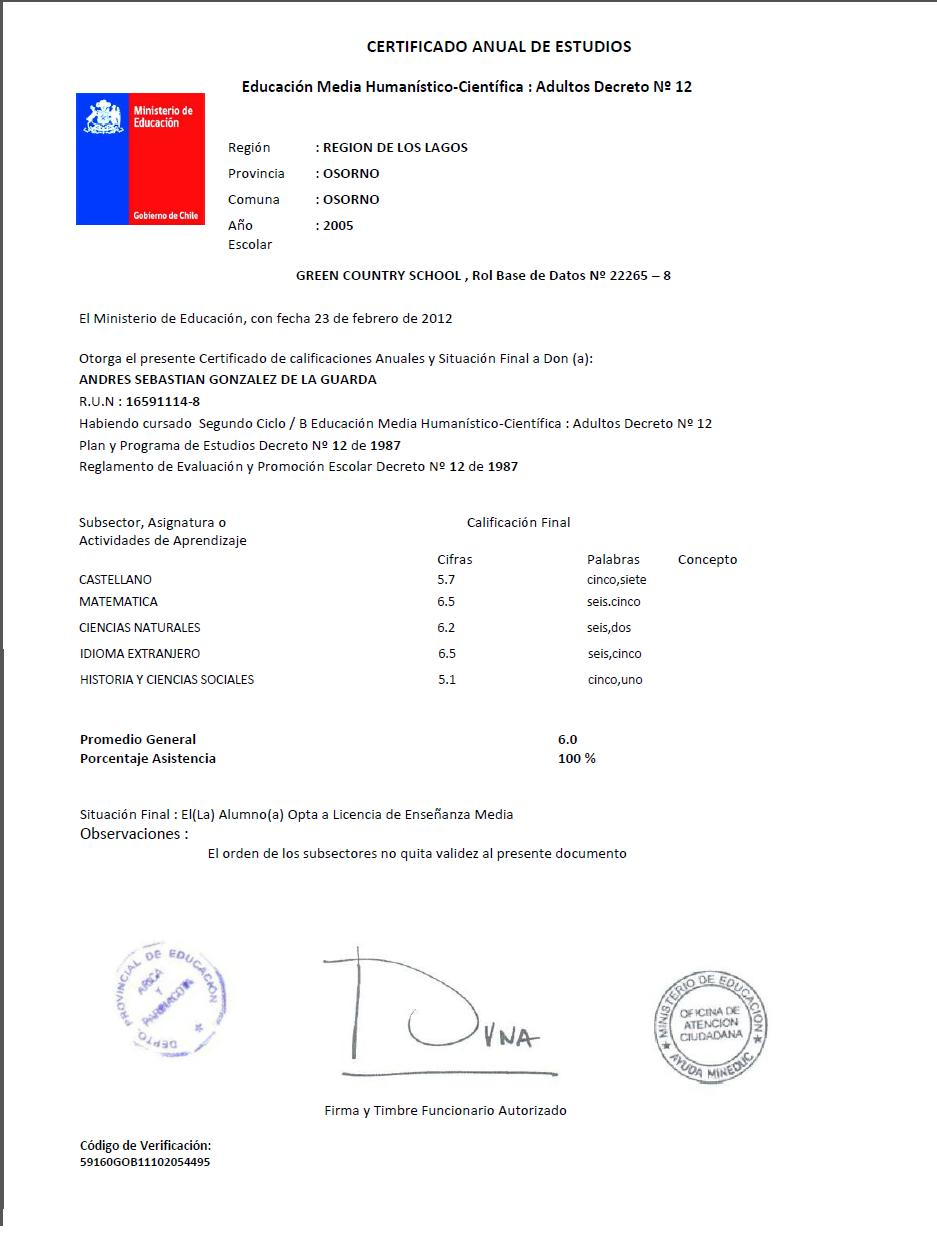 CERTIFICADO ANUAL DE ESTUDIOS
Educación Media Humanístico-Científica : Adultos Decreto Nº 12
Ministerio de
Educación
Gobierno de Chile
Región : REGION DE LOS LAGOS
Provincia : OSORNO
Comuna : OSORNO
Año : 2005
Escolar
GREEN COUNTRY SCHOOL , Rol Base de Datos Nº 22265 – 8
El Ministerio de Educación, con fecha 23 de febrero de 2012
Otorga el presente Certificado de calificaciones Anuales y Situación Final a Don (a):
ANDRES SEBASTIAN GONZALEZ DE LA GUARDA
R.U.N : 16591114-8
Habiendo cursado Segundo Ciclo / B Educación Media Humanístico-Científica : Adultos Decreto Nº 12
Plan y Programa de Estudios Decreto Nº 12 de 1987
Reglamento de Evaluación y Promoción Escolar Decreto Nº 12 de 1987
Subsector, Asignatura o Calificación Final
Actividades de Aprendizaje
Cifras Palabras Concepto
CASTELLANO 5.7 cinco,siete
MATEMATICA 6.5 seis.cinco
CIENCIAS NATURALES 6.2 seis,dos
IDIOMA EXTRANJERO 6.5 seis,cinco
HISTORIA Y CIENCIAS SOCIALES 5.1 cinco,uno
Promedio General 6.0
Porcentaje Asistencia 100 %
Situación Final : El(La) Alumno(a) Opta a Licencia de Enseñanza Media
Observaciones :
El orden de los subsectores no quita validez al presente documento
DEPTO. PROVINCIAL DE EDUCACIÓN
ARICA
Y
PARINACOTA
MINISTERIO DE EDUCACION
OFICINA DE
ATENCION
CIUDADANA
AYUDA MINEDUC
Firma y Timbre Funcionario Autorizado
Código de Verificación:
59160GOB11102054495